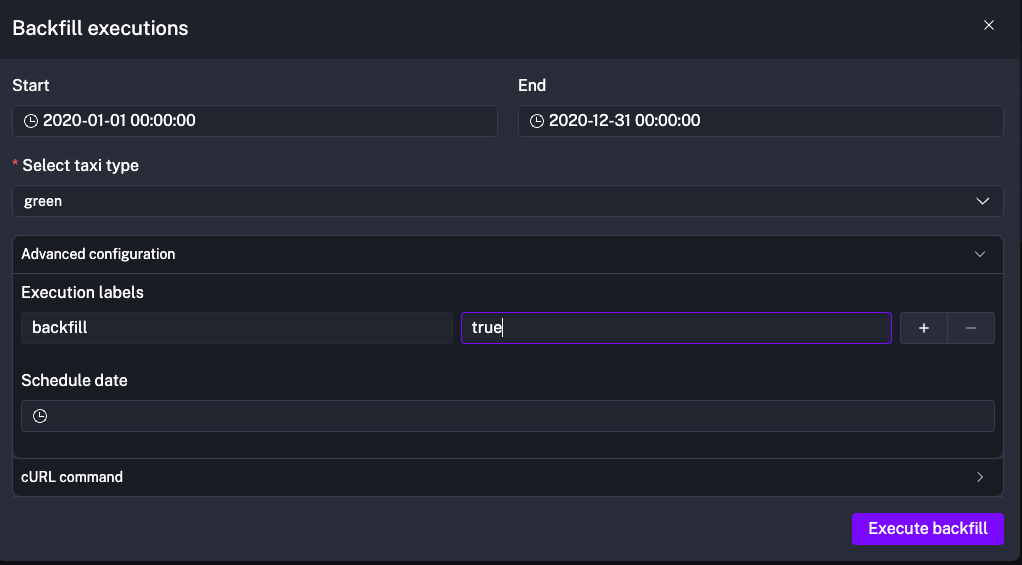 Backfill executions
Start
End
2020-01-01 00:00:00
2020-12-31 00:00:00
* Select taxi type
green
Advanced configuration
Execution labels
backfill
true
Schedule date
cURL command
Execute backfill